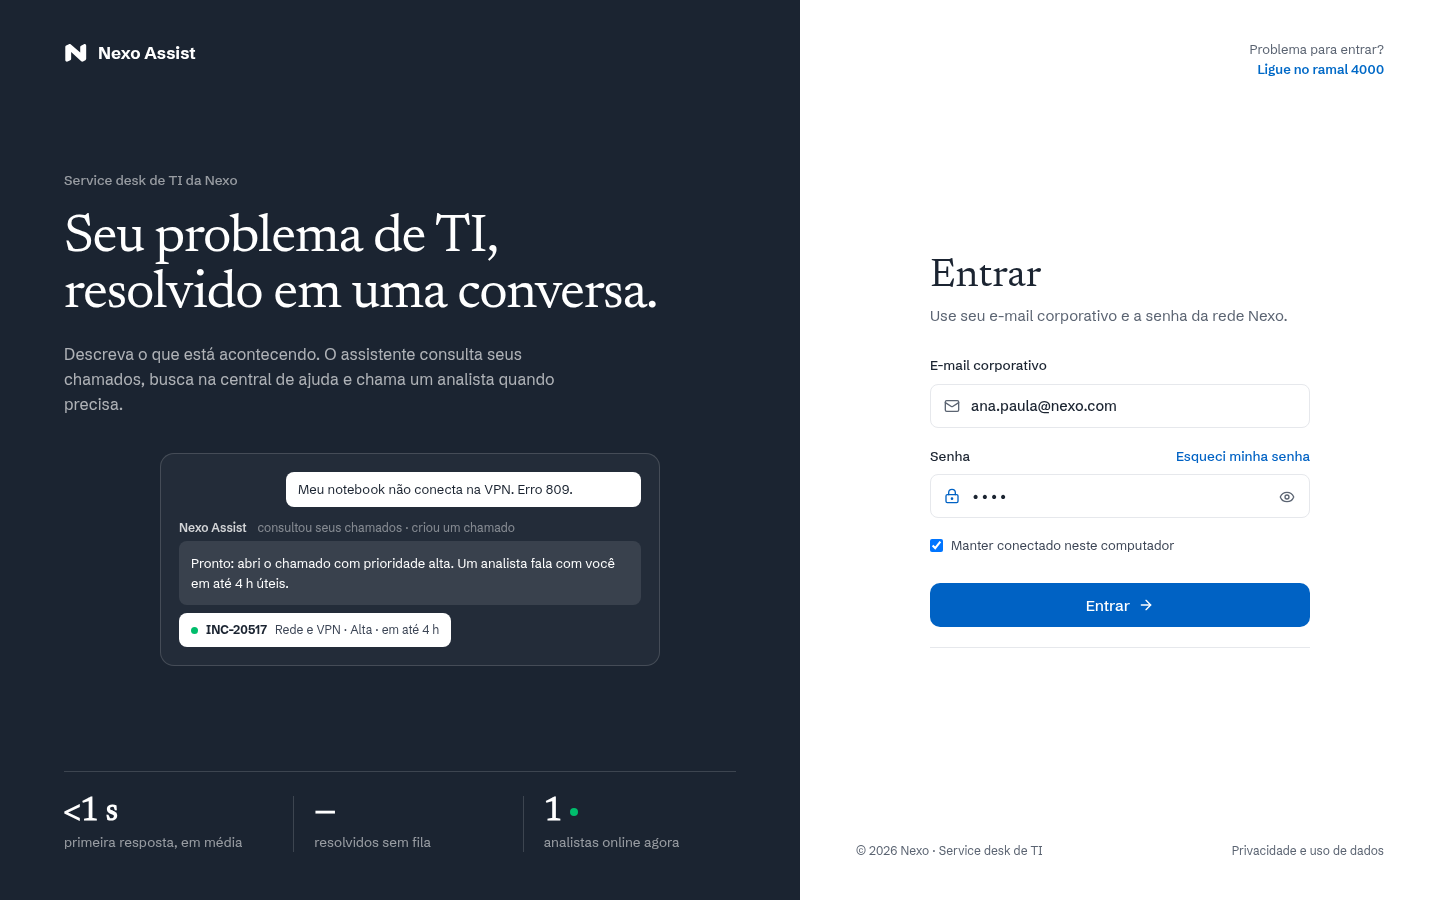 Nexo Assist
Service desk de TI da Nexo
Seu problema de TI,
resolvido em uma conversa.
Descreva o que está acontecendo. O assistente consulta seus
chamados, busca na central de ajuda e chama um analista quando
precisa.
Meu notebook não conecta na VPN. Erro 809.
Nexo Assist consultou seus chamados · criou um chamado
Pronto: abri o chamado com prioridade alta. Um analista fala com você
em até 4 h úteis.
INC-20517 Rede e VPN · Alta · em até 4 h
<1 s
primeira resposta, em média
—
resolvidos sem fila
1
analistas online agora
Problema para entrar?
Ligue no ramal 4000
Entrar
Use seu e-mail corporativo e a senha da rede Nexo.
E-mail corporativo
ana.paula@nexo.com
Senha
Esqueci minha senha
••••
Manter conectado neste computador
Entrar
© 2026 Nexo · Service desk de TI
Privacidade e uso de dados